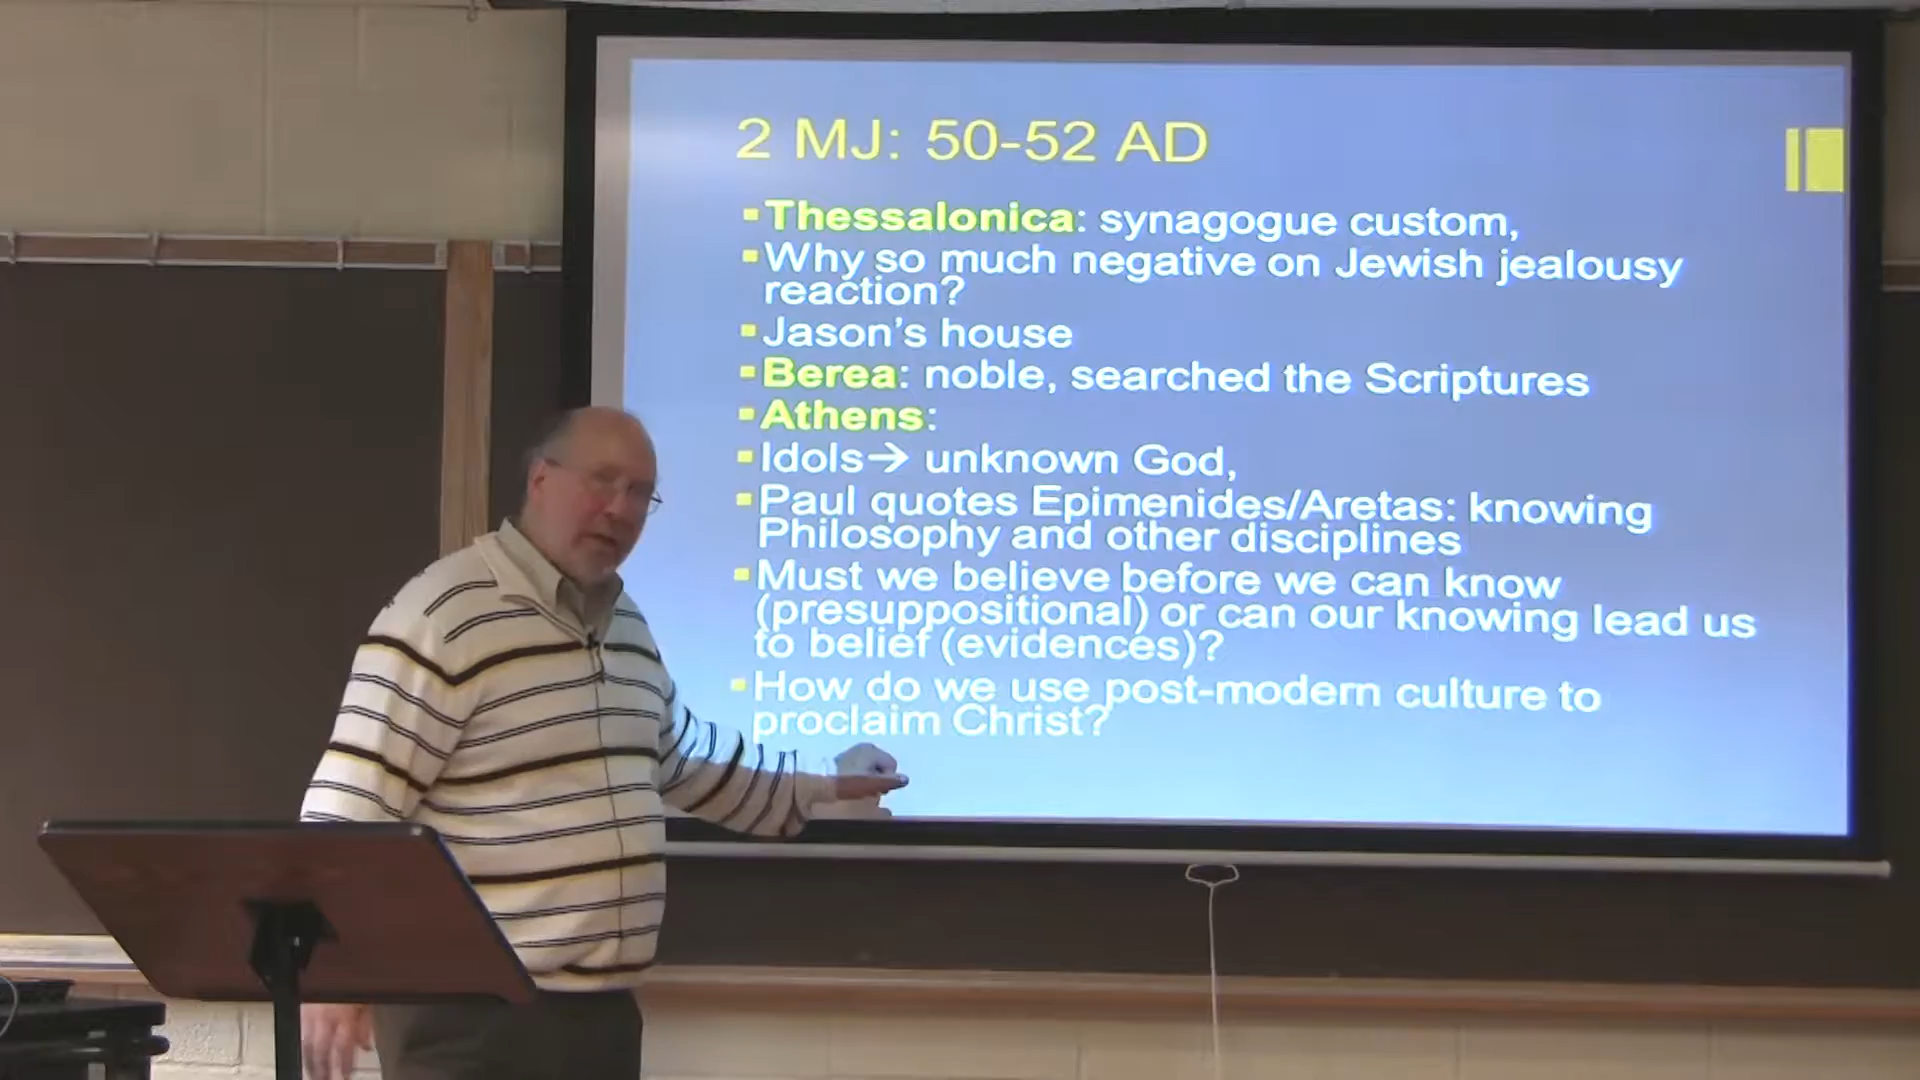 2 MJ: 50-52 AD
▪Thessalonica: synagogue custom,
▪Why so much negative on Jewish jealousy
reaction?
▪Jason's house
▪Berea: noble, searched the Scriptures
▪Athens:
▪Idols→ unknown God,
▪Paul quotes Epimenides/Aretas: knowing
Philosophy and other disciplines
▪Must we believe before we can know
(presuppositional) or can our knowing lead us
to belief (evidences)?
▪How do we use post-modern culture to
proclaim Christ?